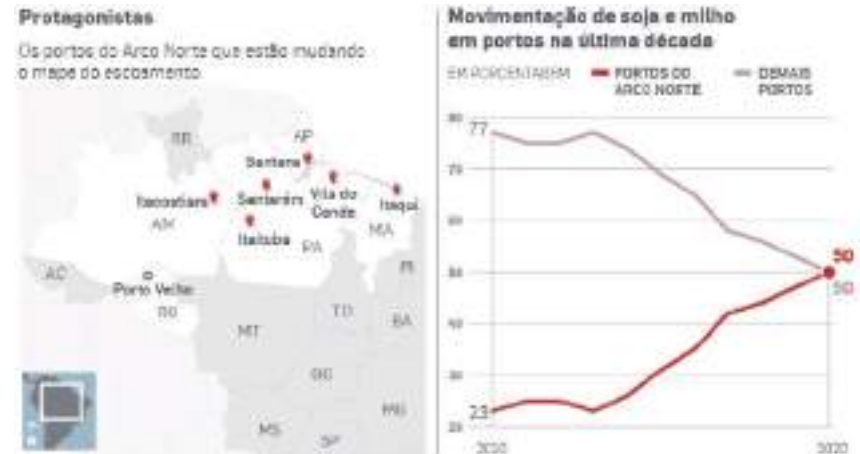 Protagonistas
Os portos do Arco Norte que estão mudando
o mapa do escoamento
RR
AP
Santana
Itacoatiara
Santarém
Vila do
Conde
Itaqui
AM
Itaituba
PA
MA
AC
Porto Velho
RO
PI
MT
TO
BA
GO
MG
MS
SP
Movimentação de soja e milho
em portos na última década
EM PORCENTAGEM
PORTOS DO
ARCO NORTE
DEMAIS
PORTOS
80
77
70
60
50
50
50
40
30
23
20
2010
2020